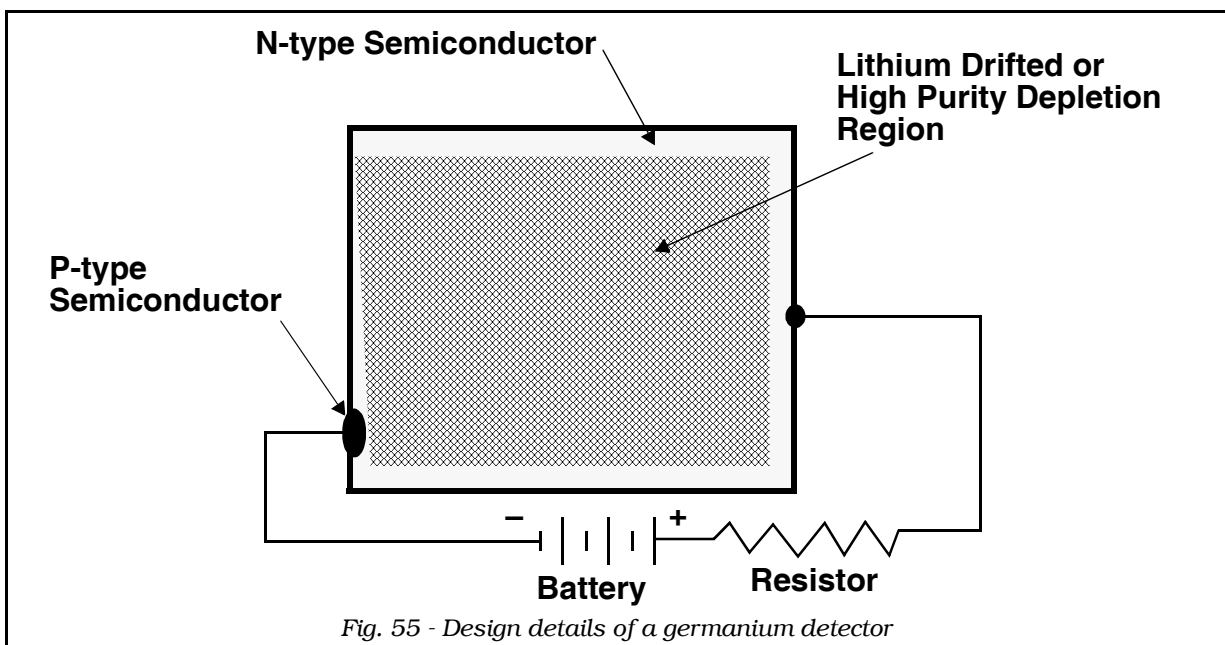 N-type Semiconductor
Lithium Drifted or
High Purity Depletion
Region
P-type
Semiconductor
– +
Battery
Resistor
Fig. 55 - Design details of a germanium detector